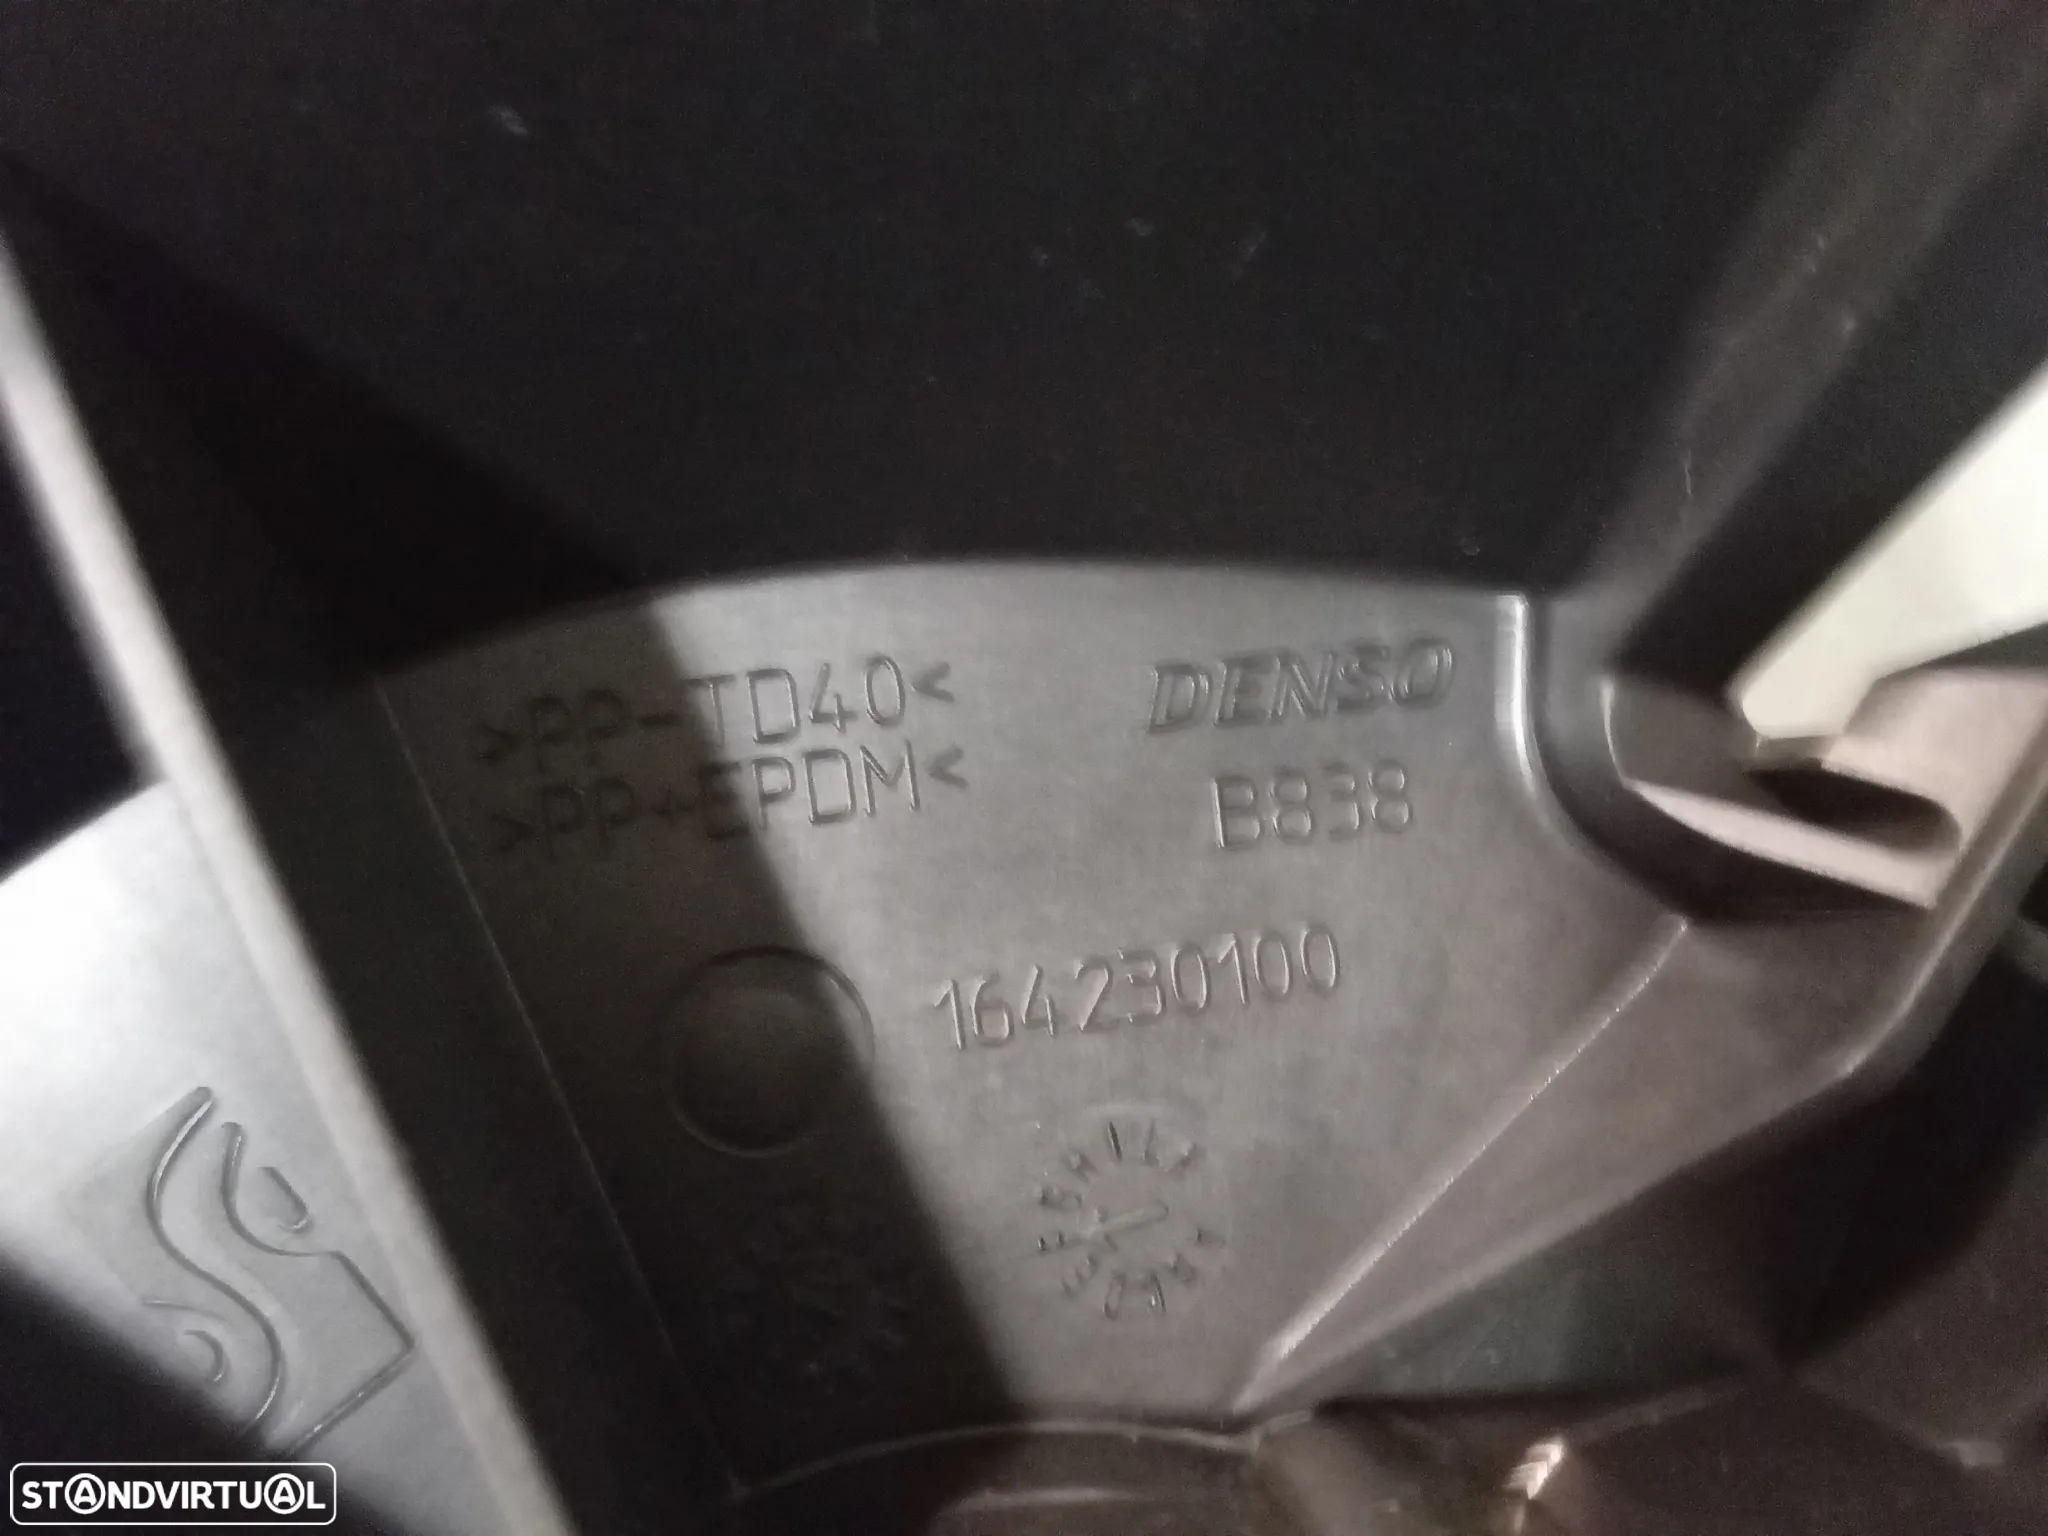 >PP-TD40<
>PP+EPDM<
DENSO
B838
164230100
STANDVIRTUAL